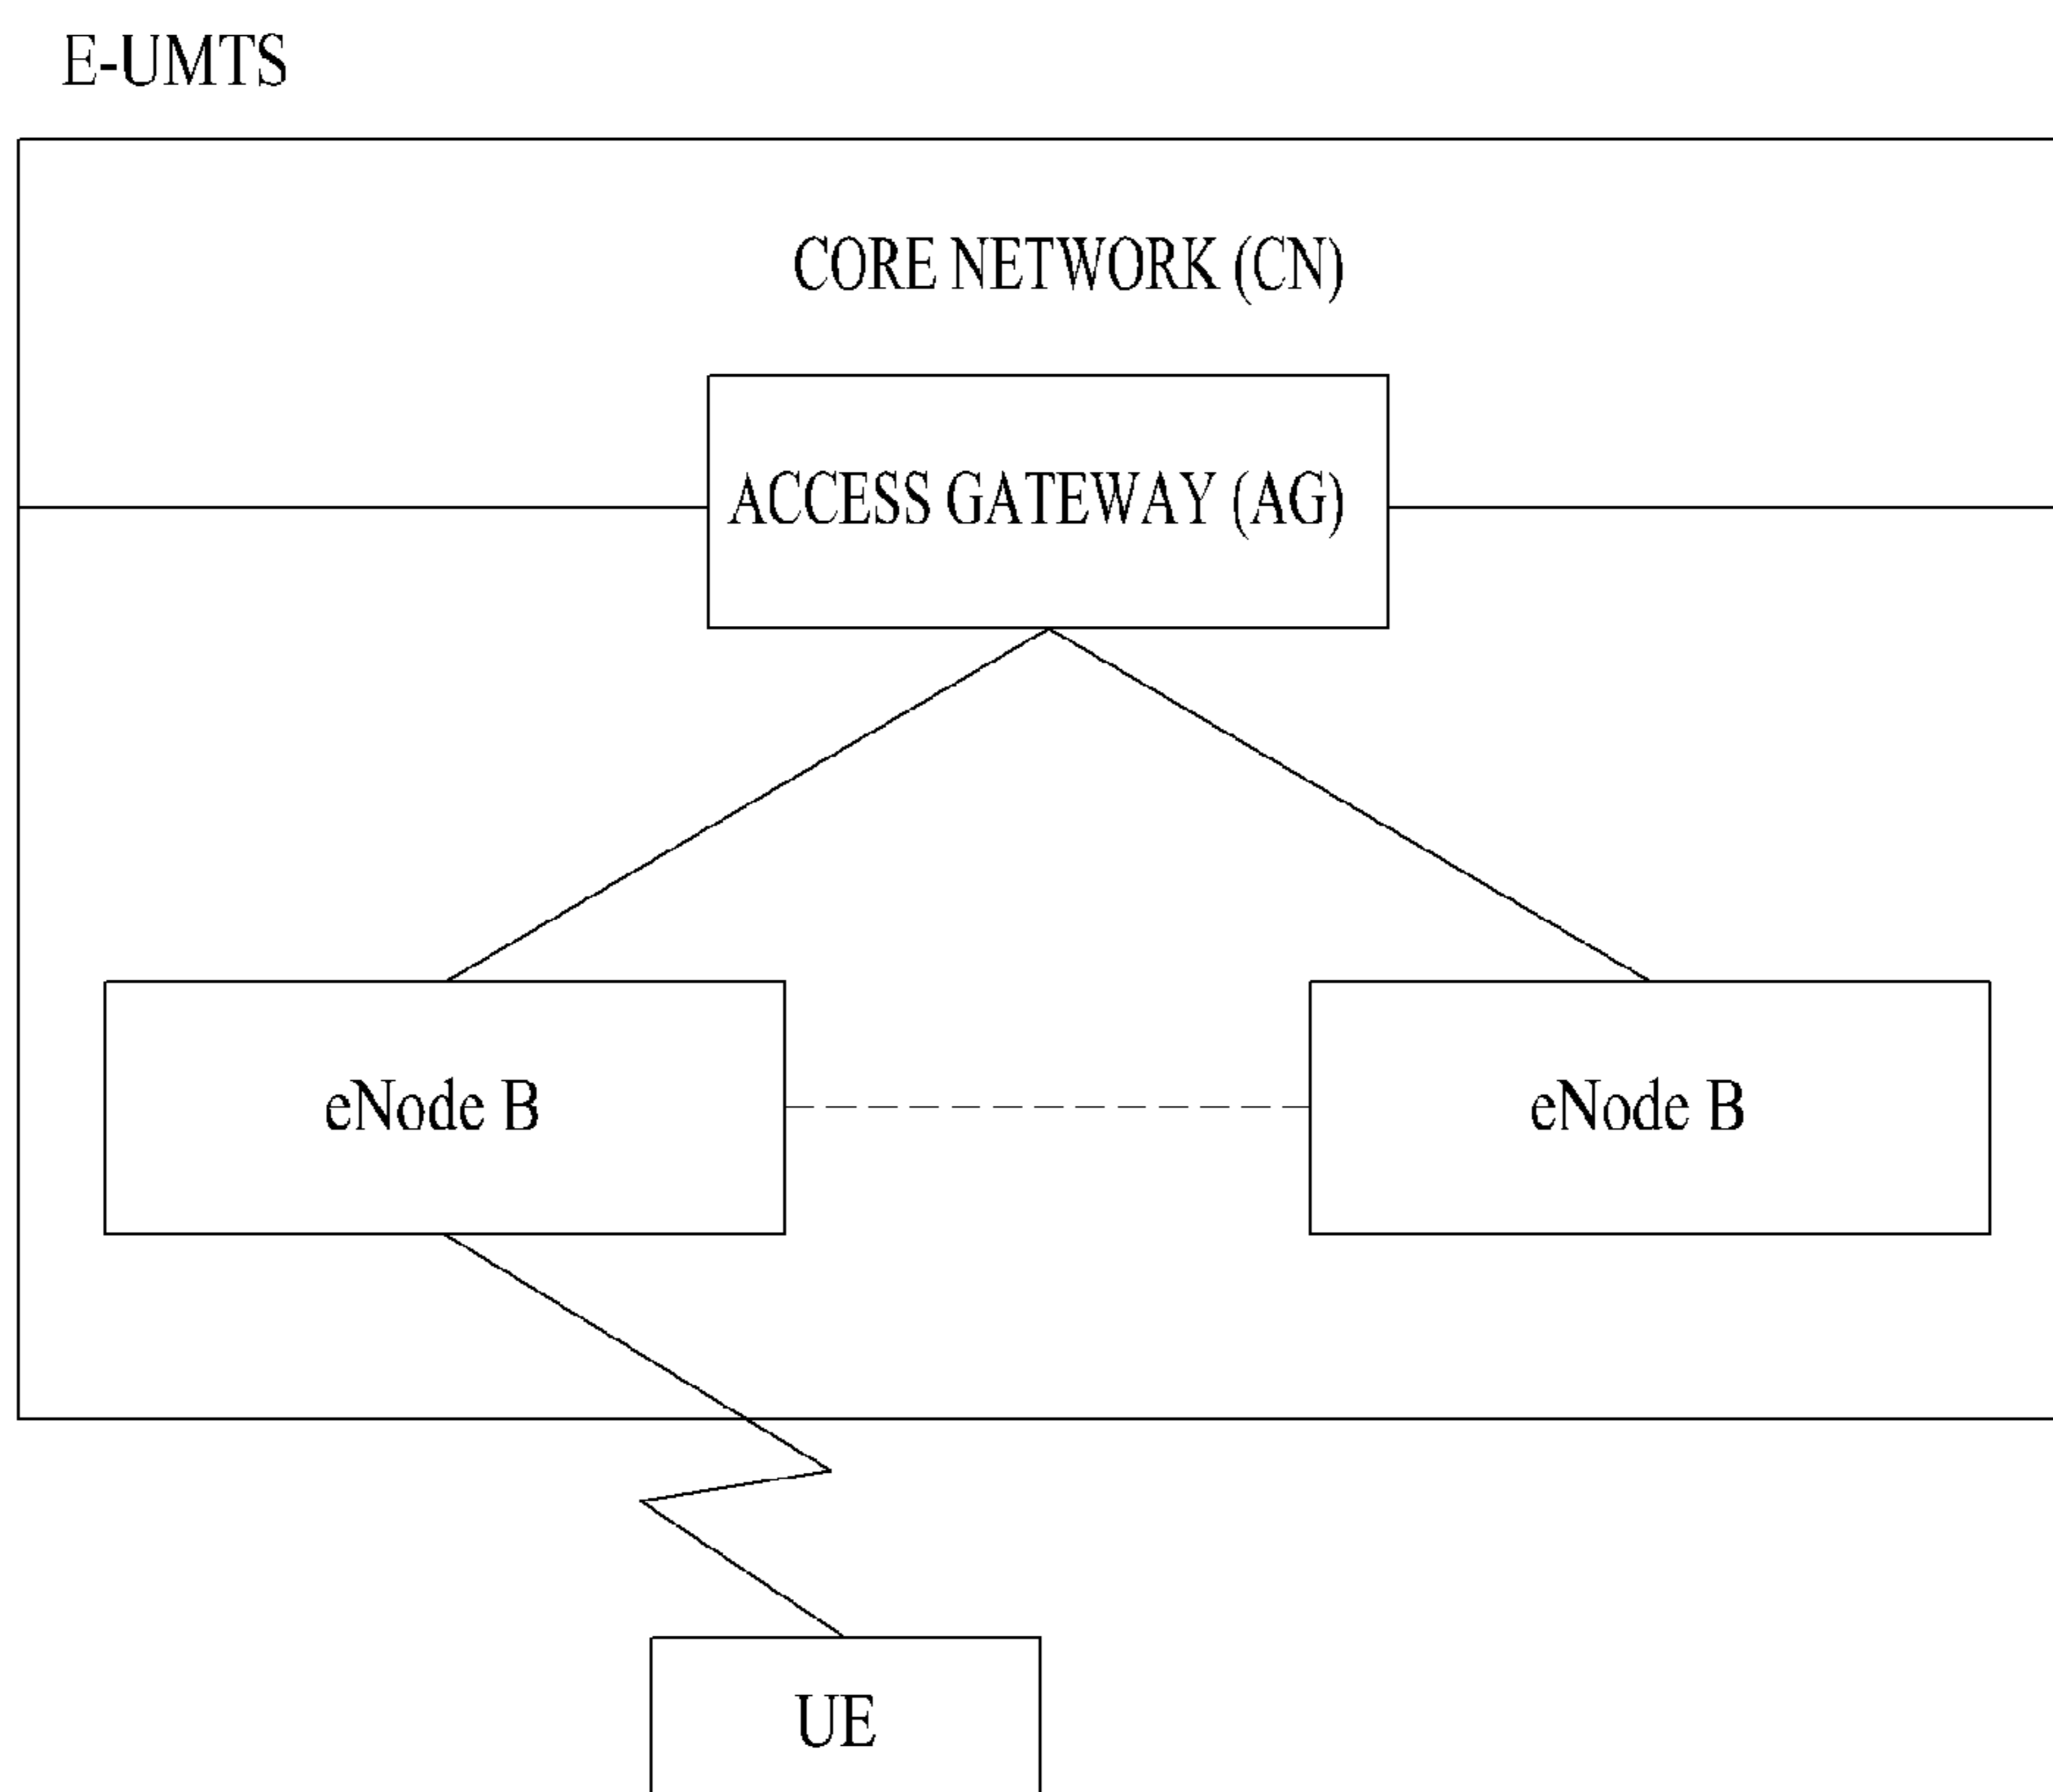 E-UMTS
CORE NETWORK (CN)
ACCESS GATEWAY (AG)
eNode B
eNode B
UE